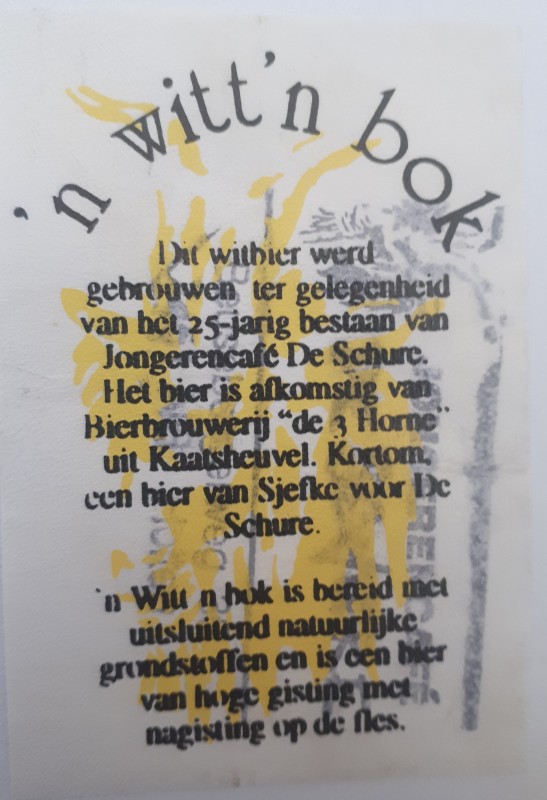 'n witt'n bok
Dit witbier werd
gebrouwen ter gelegenheid
van het 25-jarig bestaan van
Jongerencafé De Schure.
Het bier is afkomstig van
Bierbrouwerij “de 3 Horne”
uit Kaatsheuvel. Kortom,
een bier van Sjefke voor De
Schure.
'n Witt'n bok is bereid met
uitsluitend natuurlijke
grondstoffen en is een bier
van hoge gisting met
nagisting op de fles.